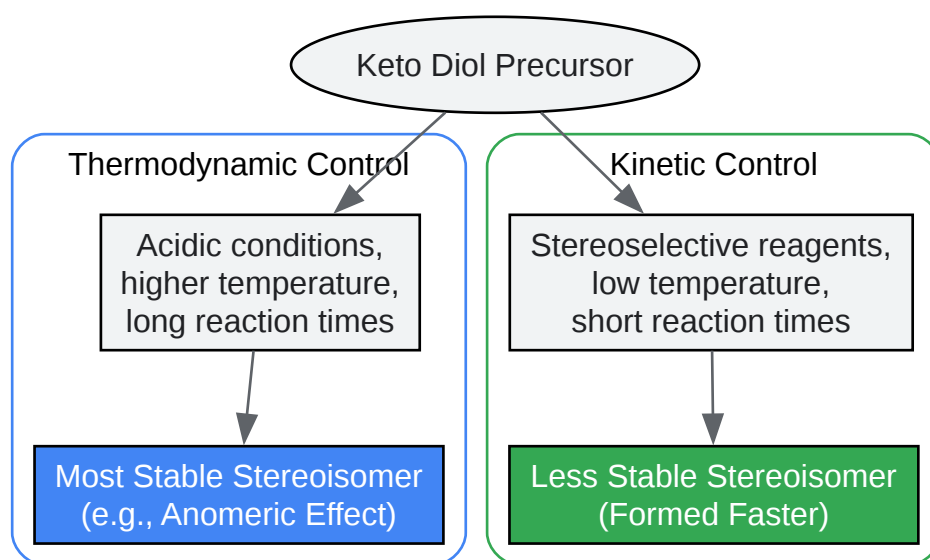 Keto Diol Precursor
Thermodynamic Control
Kinetic Control
Acidic conditions,
higher temperature,
long reaction times
Stereoselective reagents,
low temperature,
short reaction times
Most Stable Stereoisomer
(e.g., Anomeric Effect)
Less Stable Stereoisomer
(Formed Faster)